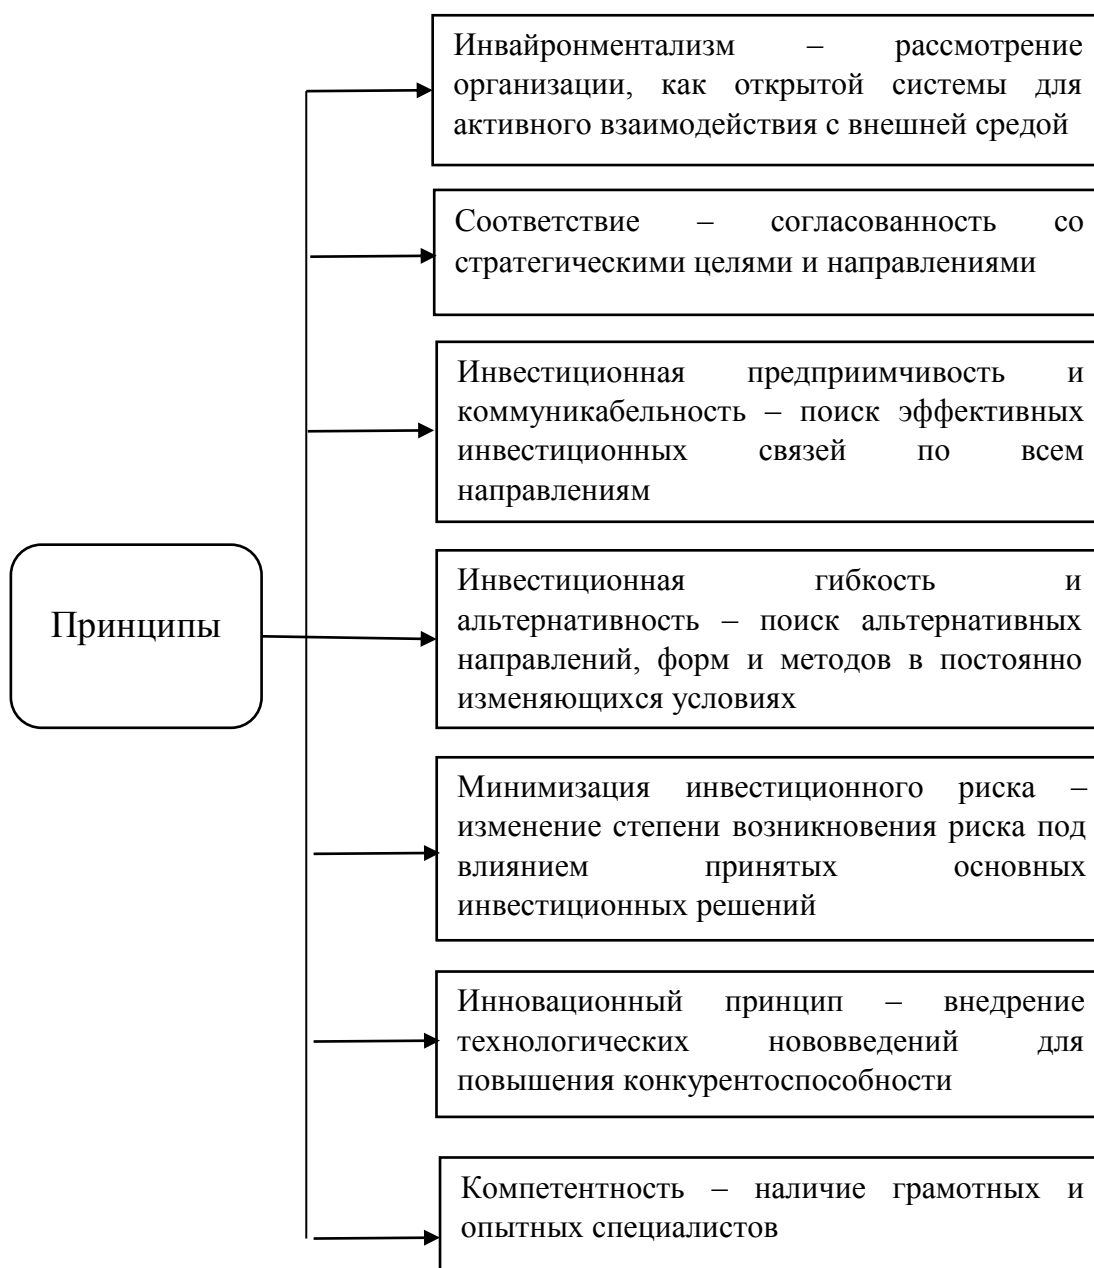 Инвайронментализм – рассмотрение
организации, как открытой системы для
активного взаимодействия с внешней средой
Соответствие – согласованность со
стратегическими целями и направлениями
Инвестиционная предприимчивость и
коммуникабельность – поиск эффективных
инвестиционных связей по всем
направлениям
Принципы
Инвестиционная гибкость и
альтернативность – поиск альтернативных
направлений, форм и методов в постоянно
изменяющихся условиях
Минимизация инвестиционного риска –
изменение степени возникновения риска под
влиянием принятых основных
инвестиционных решений
Инновационный принцип – внедрение
технологических нововведений для
повышения конкурентоспособности
Компетентность – наличие грамотных и
опытных специалистов